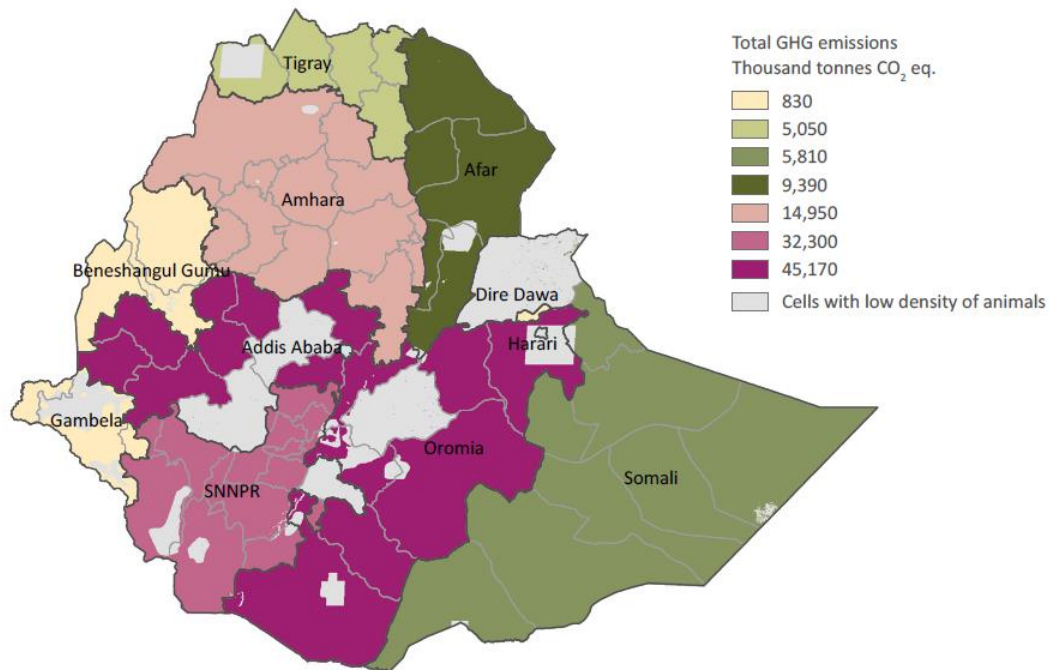 Total GHG emissions
Thousand tonnes CO₂ eq.
830
5,050
5,810
9,390
14,950
32,300
45,170
Cells with low density of animals
Tigray
Afar
Amhara
Beneshangul Gumu
Dire Dawa
Addis Ababa
Harari
Gambela
Oromia
Somali
SNNPR